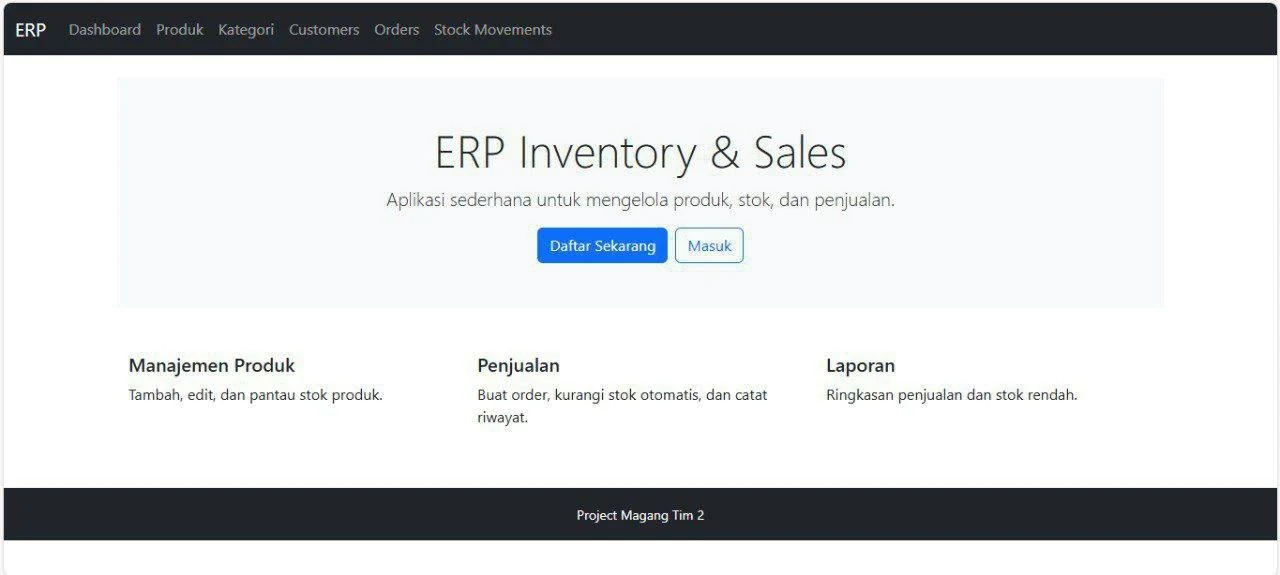 ERP Dashboard Produk Kategori Customers Orders Stock Movements
ERP Inventory & Sales
Aplikasi sederhana untuk mengelola produk, stok, dan penjualan.
Daftar Sekarang Masuk
Manajemen Produk
Tambah, edit, dan pantau stok produk.
Penjualan
Buat order, kurangi stok otomatis, dan catat
riwayat.
Laporan
Ringkasan penjualan dan stok rendah.
Project Magang Tim 2